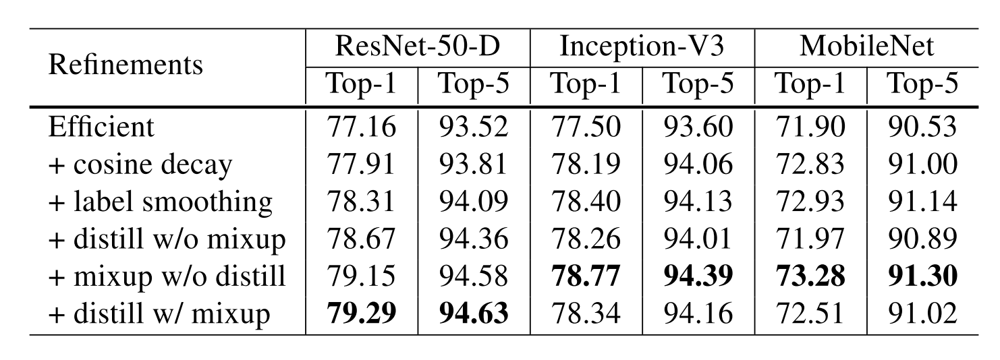 Refinements ResNet-50-D Inception-V3 MobileNet
Top-1 Top-5 Top-1 Top-5 Top-1 Top-5
Efficient 77.16 93.52 77.50 93.60 71.90 90.53
+ cosine decay 77.91 93.81 78.19 94.06 72.83 91.00
+ label smoothing 78.31 94.09 78.40 94.13 72.93 91.14
+ distill w/o mixup 78.67 94.36 78.26 94.01 71.97 90.89
+ mixup w/o distill 79.15 94.58 78.77 94.39 73.28 91.30
+ distill w/ mixup 79.29 94.63 78.34 94.16 72.51 91.02